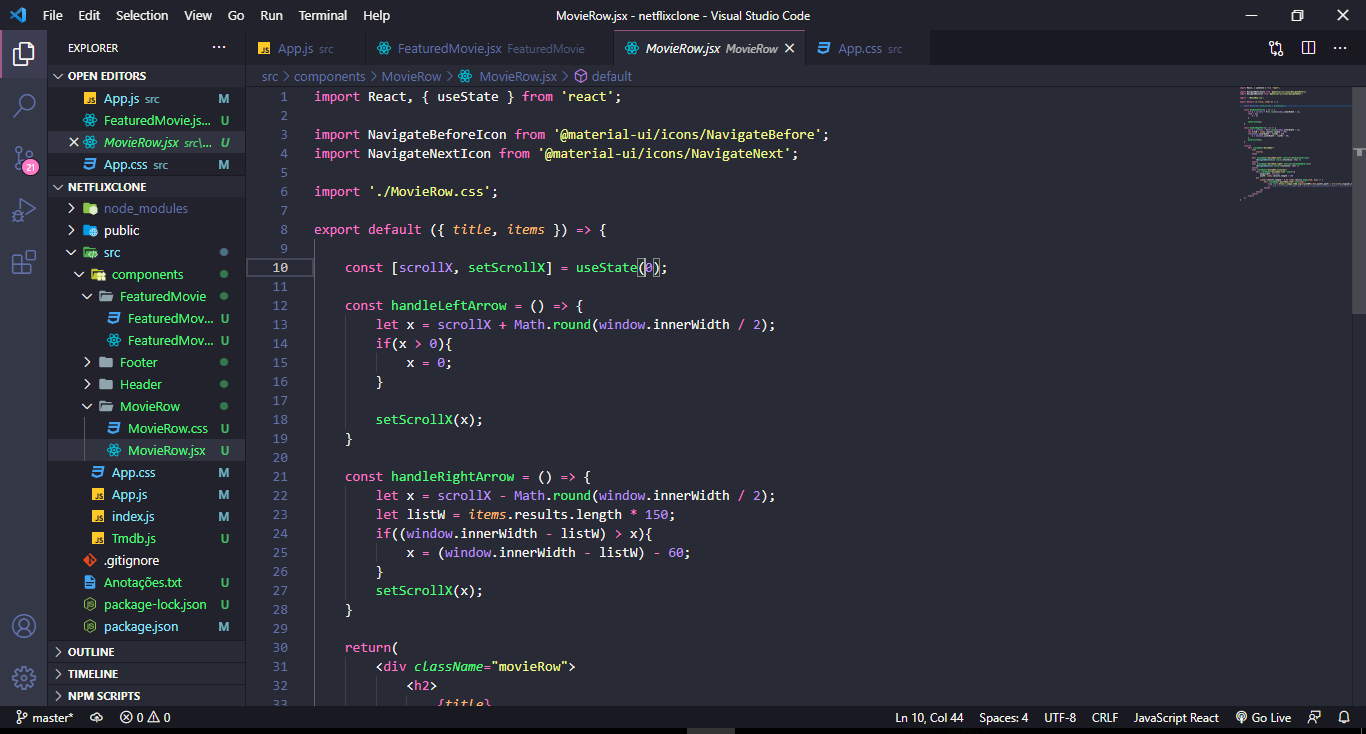 File Edit Selection View Go Run Terminal Help MovieRow.jsx - netflixclone - Visual Studio Code
EXPLORER ...
App.js src FeaturedMovie.jsx FeaturedMovie MovieRow.jsx MovieRow App.css src ...
OPEN EDITORS
App.js src M
FeaturedMovie.js... U
MovieRow.jsx src\... U
App.css src M
21
NETFLIXCLONE
node_modules
public
src
components
FeaturedMovie
FeaturedMov... U
FeaturedMov... U
Footer
Header
MovieRow
MovieRow.css U
MovieRow.jsx U
App.css M
App.js M
index.js M
Tmdb.js U
.gitignore
Anotações.txt U
package-lock.json U
package.json M
OUTLINE
TIMELINE
NPM SCRIPTS
src > components > MovieRow > MovieRow.jsx > default
1 import React, { useState } from 'react';
2
3 import NavigateBeforeIcon from '@material-ui/icons/NavigateBefore';
4 import NavigateNextIcon from '@material-ui/icons/NavigateNext';
5
6 import './MovieRow.css';
7
8 export default ({ title, items }) => {
9
10 const [scrollX, setScrollX] = useState(0);
11
12 const handleLeftArrow = () => {
13 let x = scrollX + Math.round(window.innerWidth / 2);
14 if(x > 0){
15 x = 0;
16 }
17
18 setScrollX(x);
19 }
20
21 const handleRightArrow = () => {
22 let x = scrollX - Math.round(window.innerWidth / 2);
23 let listW = items.results.length * 150;
24 if((window.innerWidth - listW) > x){
25 x = (window.innerWidth - listW) - 60;
26 }
27 setScrollX(x);
28 }
29
30 return(
31 <div className="movieRow">
32 <h2>
33 {title}
master* 0 0 Ln 10, Col 44 Spaces: 4 UTF-8 CRLF JavaScript React Go Live